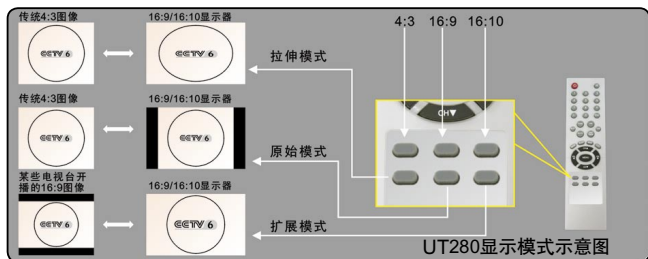 传统4:3图像
16:9/16:10显示器
CCTV 6
CCTV 6
拉伸模式
传统4:3图像
16:9/16:10显示器
CCTV 6
CCTV 6
原始模式
某些电视台开
播的16:9图像
16:9/16:10显示器
CCTV 6
CCTV 6
扩展模式
4:3 16:9 16:10
CH▼
UT280显示模式示意图